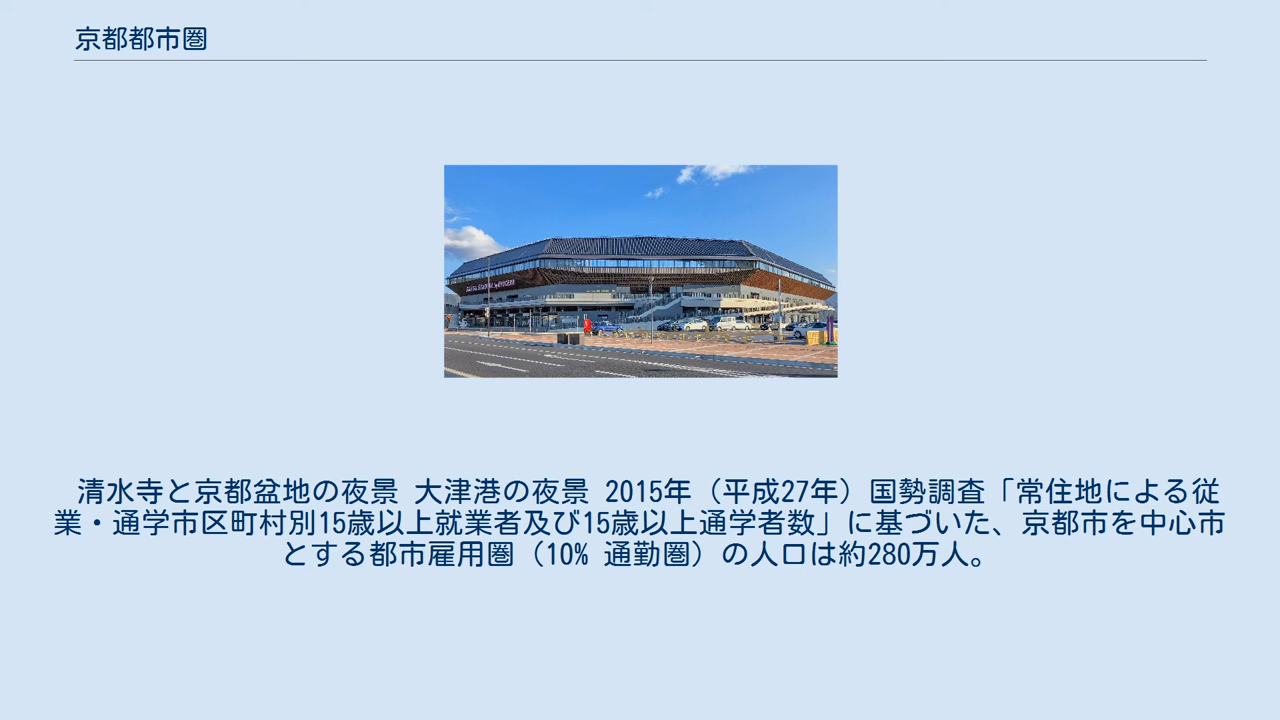 京都都市圏
清水寺と京都盆地の夜景 大津港の夜景 2015年（平成27年）国勢調査「常住地による従
業・通学市区町村別15歳以上就業者及び15歳以上通学者数」に基づいた、京都市を中心市
とする都市雇用圏（10% 通勤圏）の人口は約280万人。